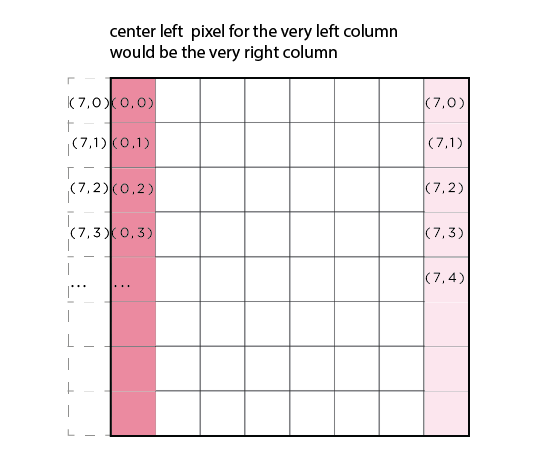 center left pixel for the very left column
would be the very right column
(7,0) (0,0) (7,0)
(7,1) (0,1) (7,1)
(7,2) (0,2) (7,2)
(7,3) (0,3) (7,3)
... ... (7,4)